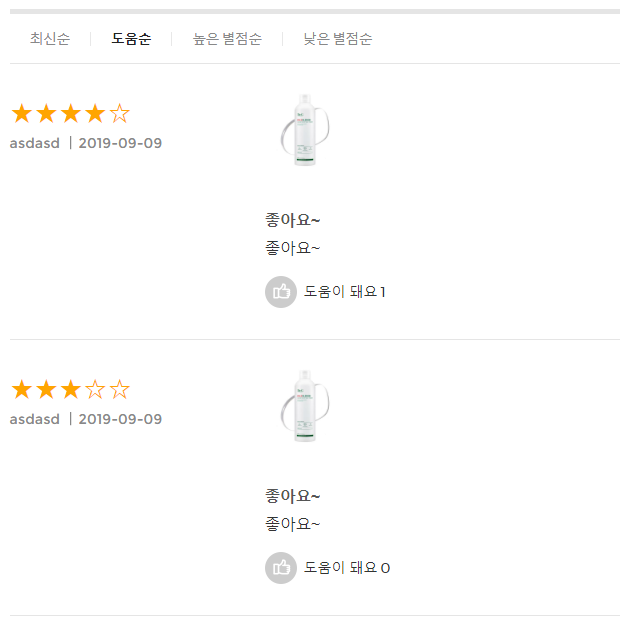 최신순 도움순 높은 별점순 낮은 별점순
★★★★☆
asdasd | 2019-09-09
좋아요~
좋아요~
도움이 돼요 1
★★★☆☆
asdasd | 2019-09-09
좋아요~
좋아요~
도움이 돼요 0